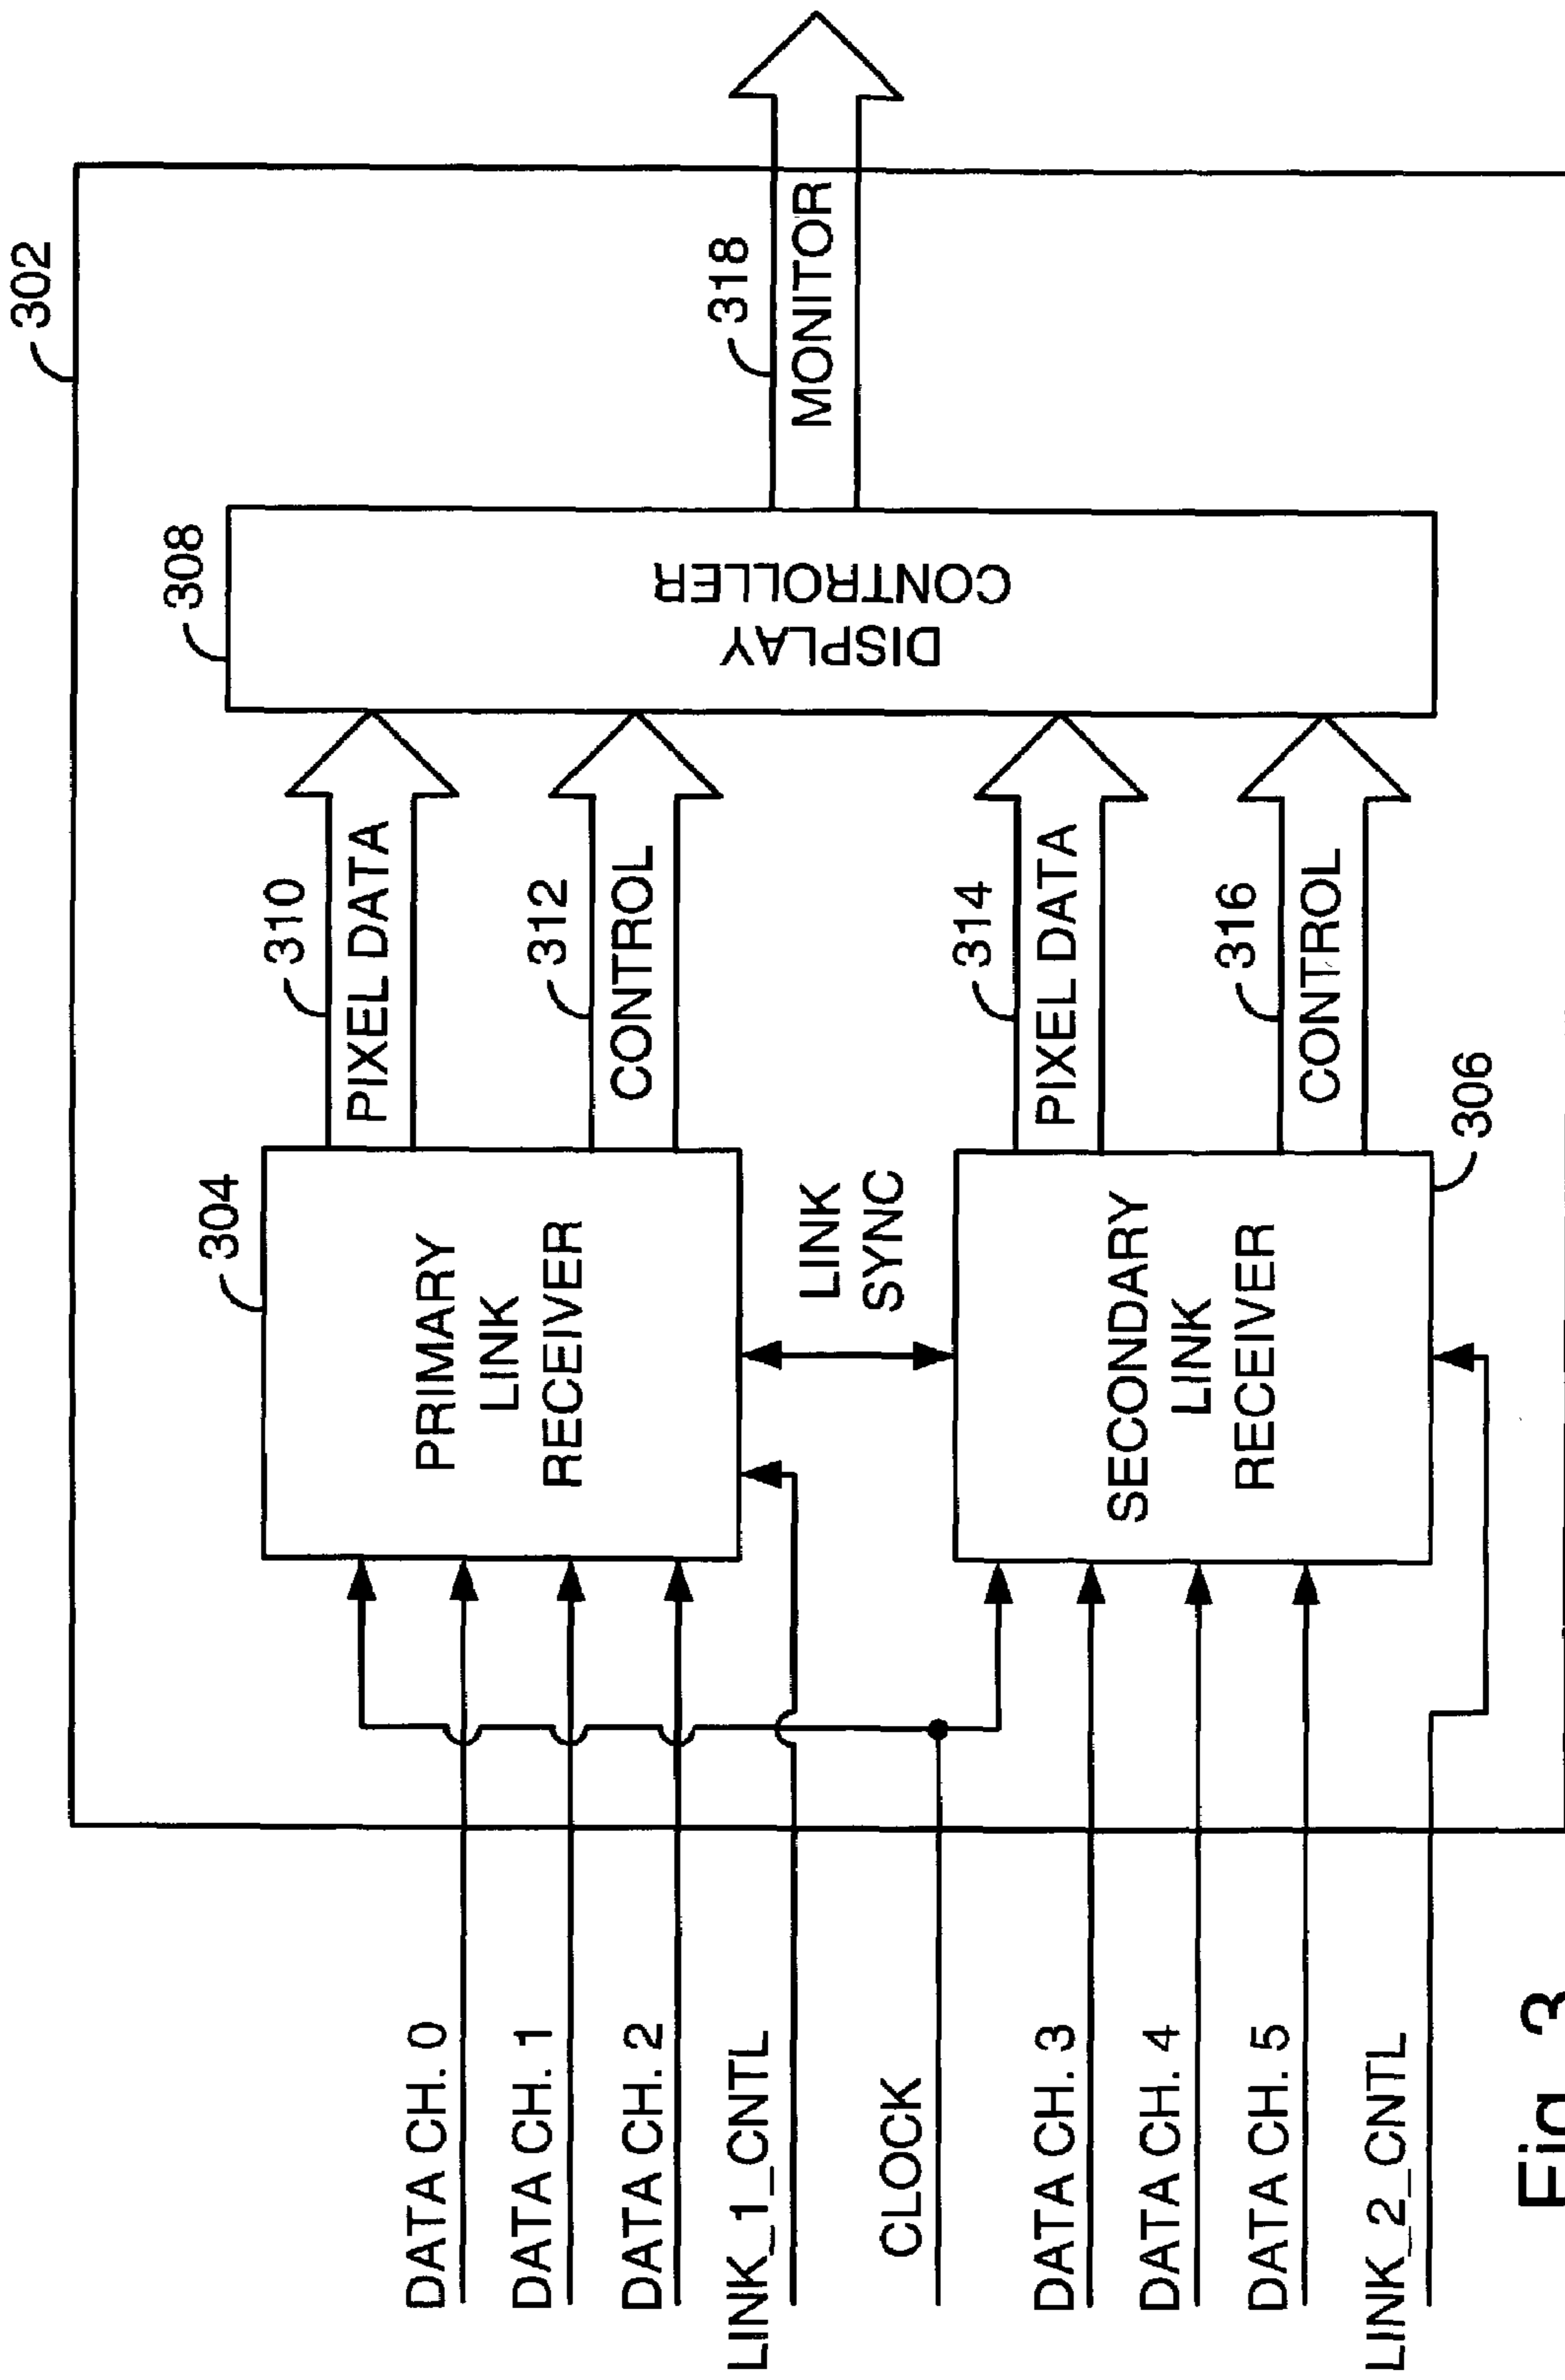 302
308
318
MONITOR
DISPLAY
CONTROLLER
310
PIXEL DATA
312
CONTROL
314
PIXEL DATA
316
CONTROL
304
PRIMARY
LINK
RECEIVER
LINK
SYNC
SECONDARY
LINK
RECEIVER
306
DATA CH. 0
DATA CH. 1
DATA CH. 2
LINK_1_CNTL
CLOCK
DATA CH. 3
DATA CH. 4
DATA CH. 5
LINK_2_CNTL
Fig. 3